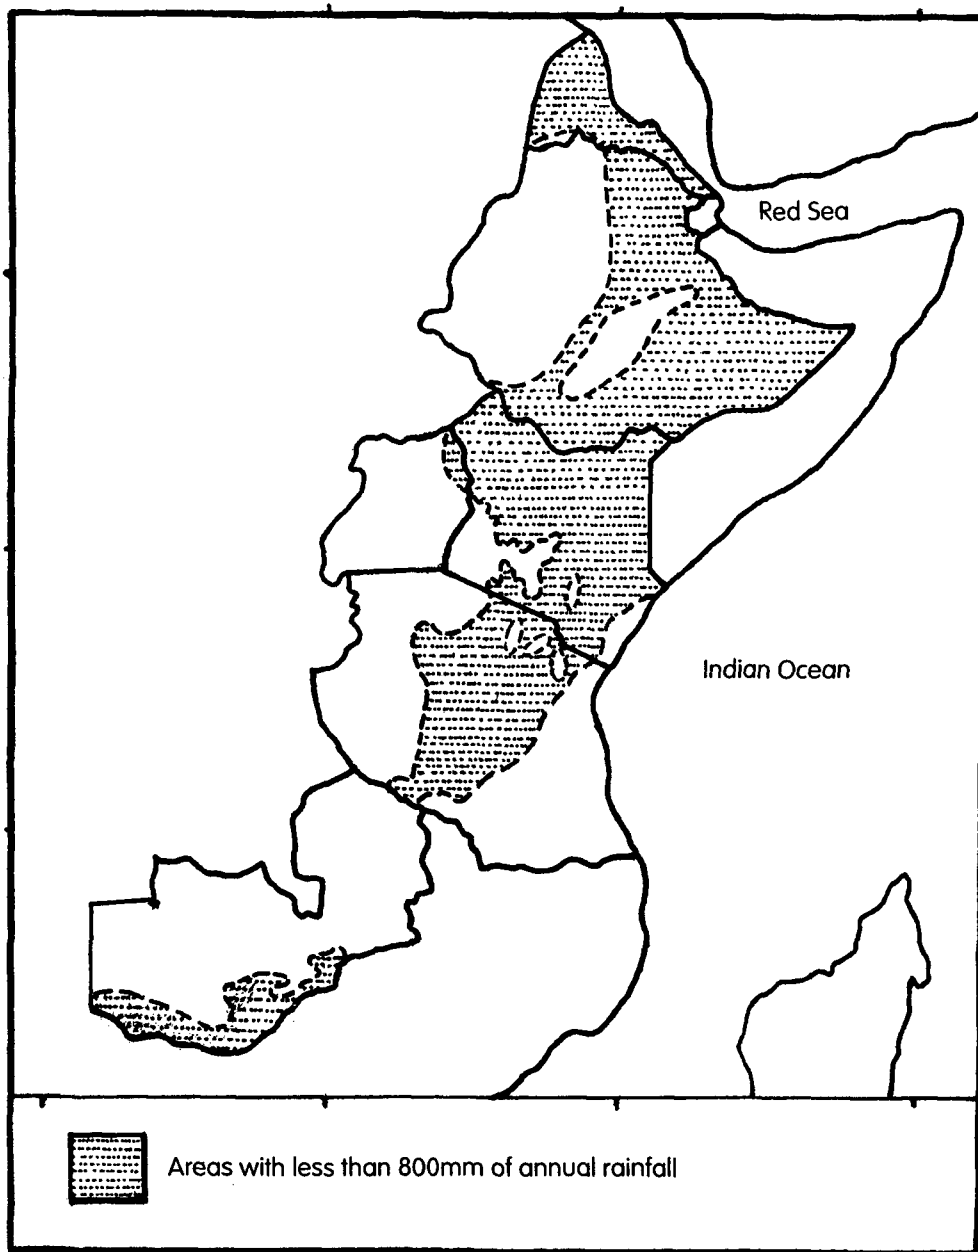 Red Sea
Indian Ocean
Areas with less than 800mm of annual rainfall